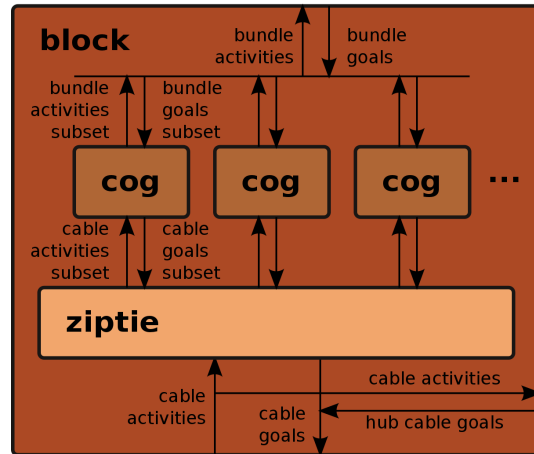 block
bundle
activities
bundle
goals
bundle
activities
subset
bundle
goals
subset
cog
cog
cog
...
cable
activities
subset
cable
goals
subset
ziptie
cable
activities
cable
goals
cable activities
hub cable goals